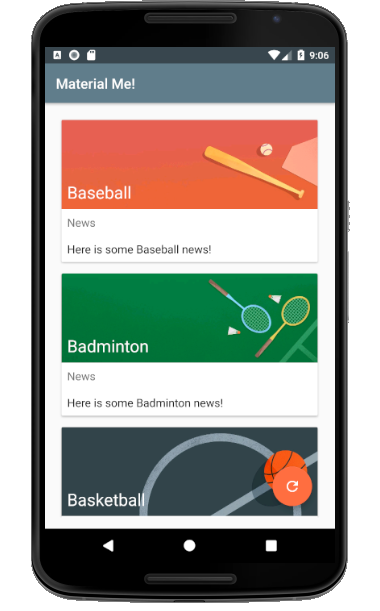 9:06
Material Me!
Baseball
News
Here is some Baseball news!
Badminton
News
Here is some Badminton news!
Basketball